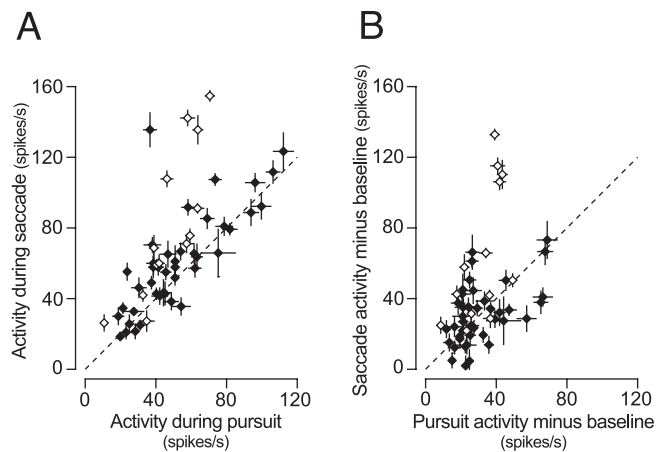 A
Activity during saccade (spikes/s)
160
120
80
40
0
0 40 80 120
Activity during pursuit
(spikes/s)
B
Saccade activity minus baseline (spikes/s)
160
120
80
40
0
0 40 80 120
Pursuit activity minus baseline
(spikes/s)